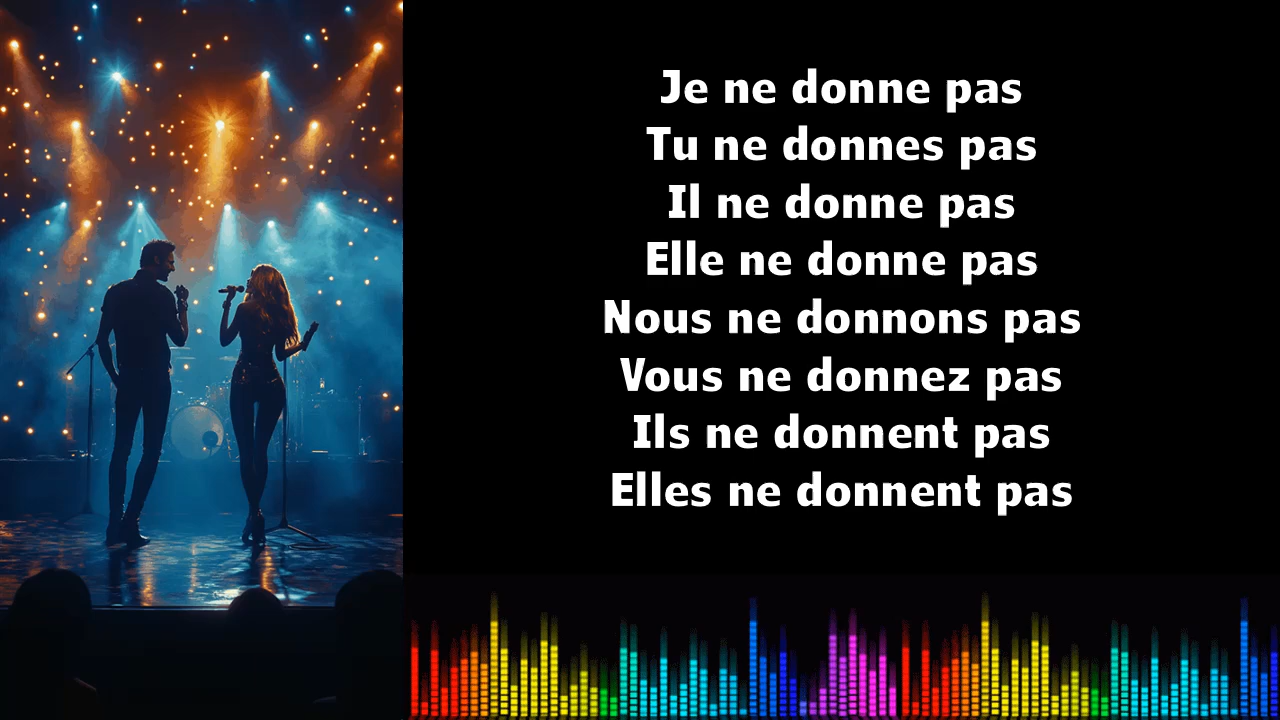 Je ne donne pas
Tu ne donnes pas
Il ne donne pas
Elle ne donne pas
Nous ne donnons pas
Vous ne donnez pas
Ils ne donnent pas
Elles ne donnent pas